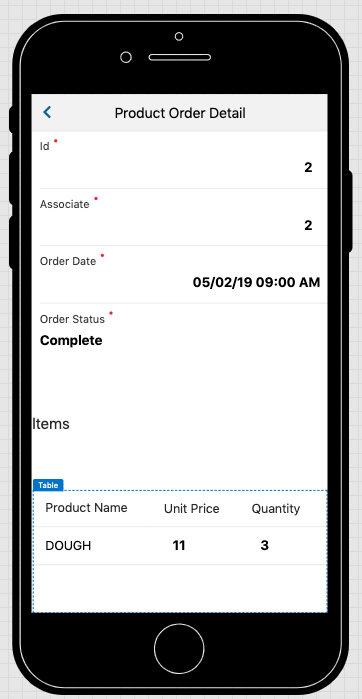 Product Order Detail
Id *
2
Associate *
2
Order Date *
05/02/19 09:00 AM
Order Status *
Complete
Items
Table
Product Name Unit Price Quantity
DOUGH 11 3